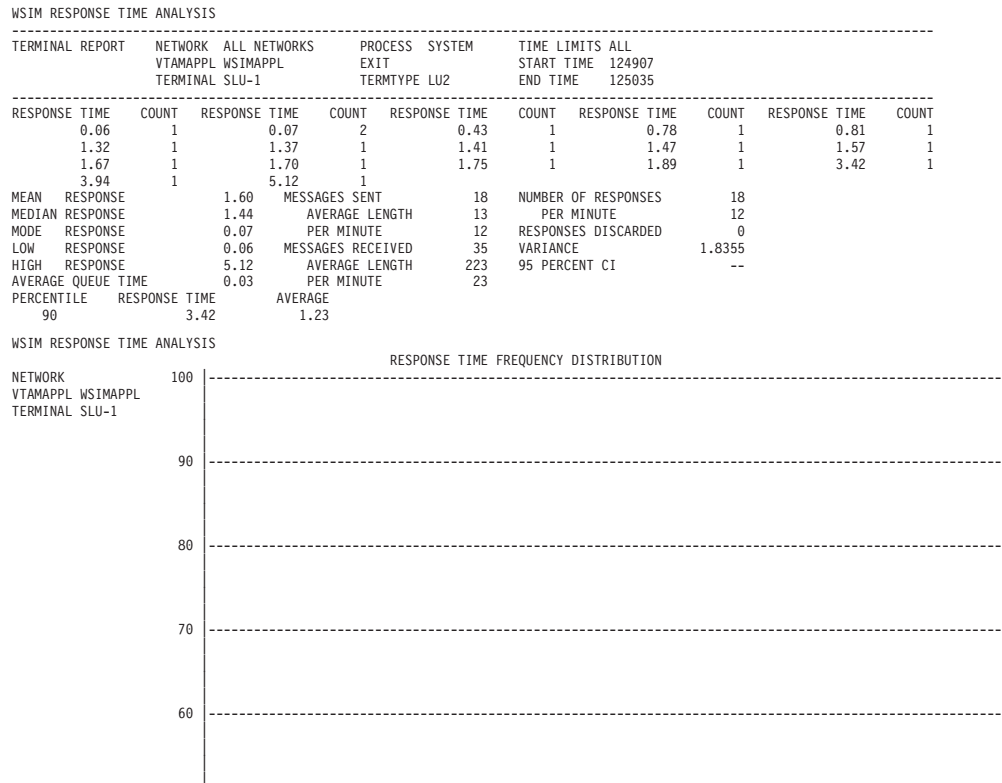 WSIM RESPONSE TIME ANALYSIS
------------------------------------------------------------------------------------------------------------------------
TERMINAL REPORT    NETWORK  ALL NETWORKS      PROCESS  SYSTEM      TIME LIMITS ALL
VTAMAPPL WSIMAPPL      EXIT                 START TIME  124907
TERMINAL SLU-1         TERMTYPE LU2         END TIME    125035
------------------------------------------------------------------------------------------------------------------------
RESPONSE TIME    COUNT   RESPONSE TIME    COUNT   RESPONSE TIME    COUNT   RESPONSE TIME    COUNT   RESPONSE TIME    COUNT
0.06        1            0.07        2            0.43        1            0.78        1            0.81        1
1.32        1            1.37        1            1.41        1            1.47        1            1.57        1
1.67        1            1.70        1            1.75        1            1.89        1            3.42        1
3.94        1            5.12        1
MEAN   RESPONSE             1.60    MESSAGES SENT            18    NUMBER OF RESPONSES      18
MEDIAN RESPONSE             1.44       AVERAGE LENGTH        13       PER MINUTE            12
MODE   RESPONSE             0.07       PER MINUTE            12    RESPONSES DISCARDED       0
LOW    RESPONSE             0.06    MESSAGES RECEIVED        35    VARIANCE             1.8355
HIGH   RESPONSE             5.12       AVERAGE LENGTH       223    95 PERCENT CI            --
AVERAGE QUEUE TIME          0.03       PER MINUTE            23
PERCENTILE    RESPONSE TIME        AVERAGE
90                 3.42           1.23
WSIM RESPONSE TIME ANALYSIS
RESPONSE TIME FREQUENCY DISTRIBUTION
NETWORK              100 |-------------------------------------------------------------------------------------------------------
VTAMAPPL WSIMAPPL        |
TERMINAL SLU-1           |
|
|
90 |-------------------------------------------------------------------------------------------------------
|
|
|
|
80 |-------------------------------------------------------------------------------------------------------
|
|
|
|
70 |-------------------------------------------------------------------------------------------------------
|
|
|
|
60 |-------------------------------------------------------------------------------------------------------
|
|
|
|